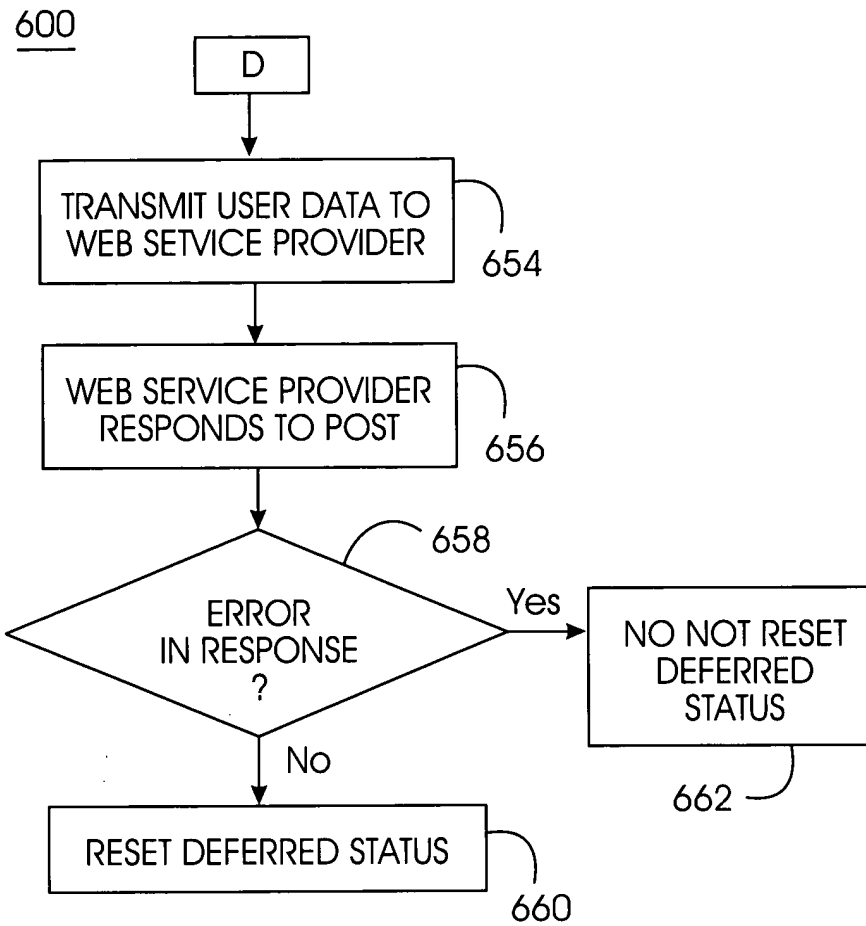 600
D
TRANSMIT USER DATA TO
WEB SETVICE PROVIDER
654
WEB SERVICE PROVIDER
RESPONDS TO POST
656
658
ERROR
IN RESPONSE
?
Yes
NO NOT RESET
DEFERRED
STATUS
662
No
RESET DEFERRED STATUS
660